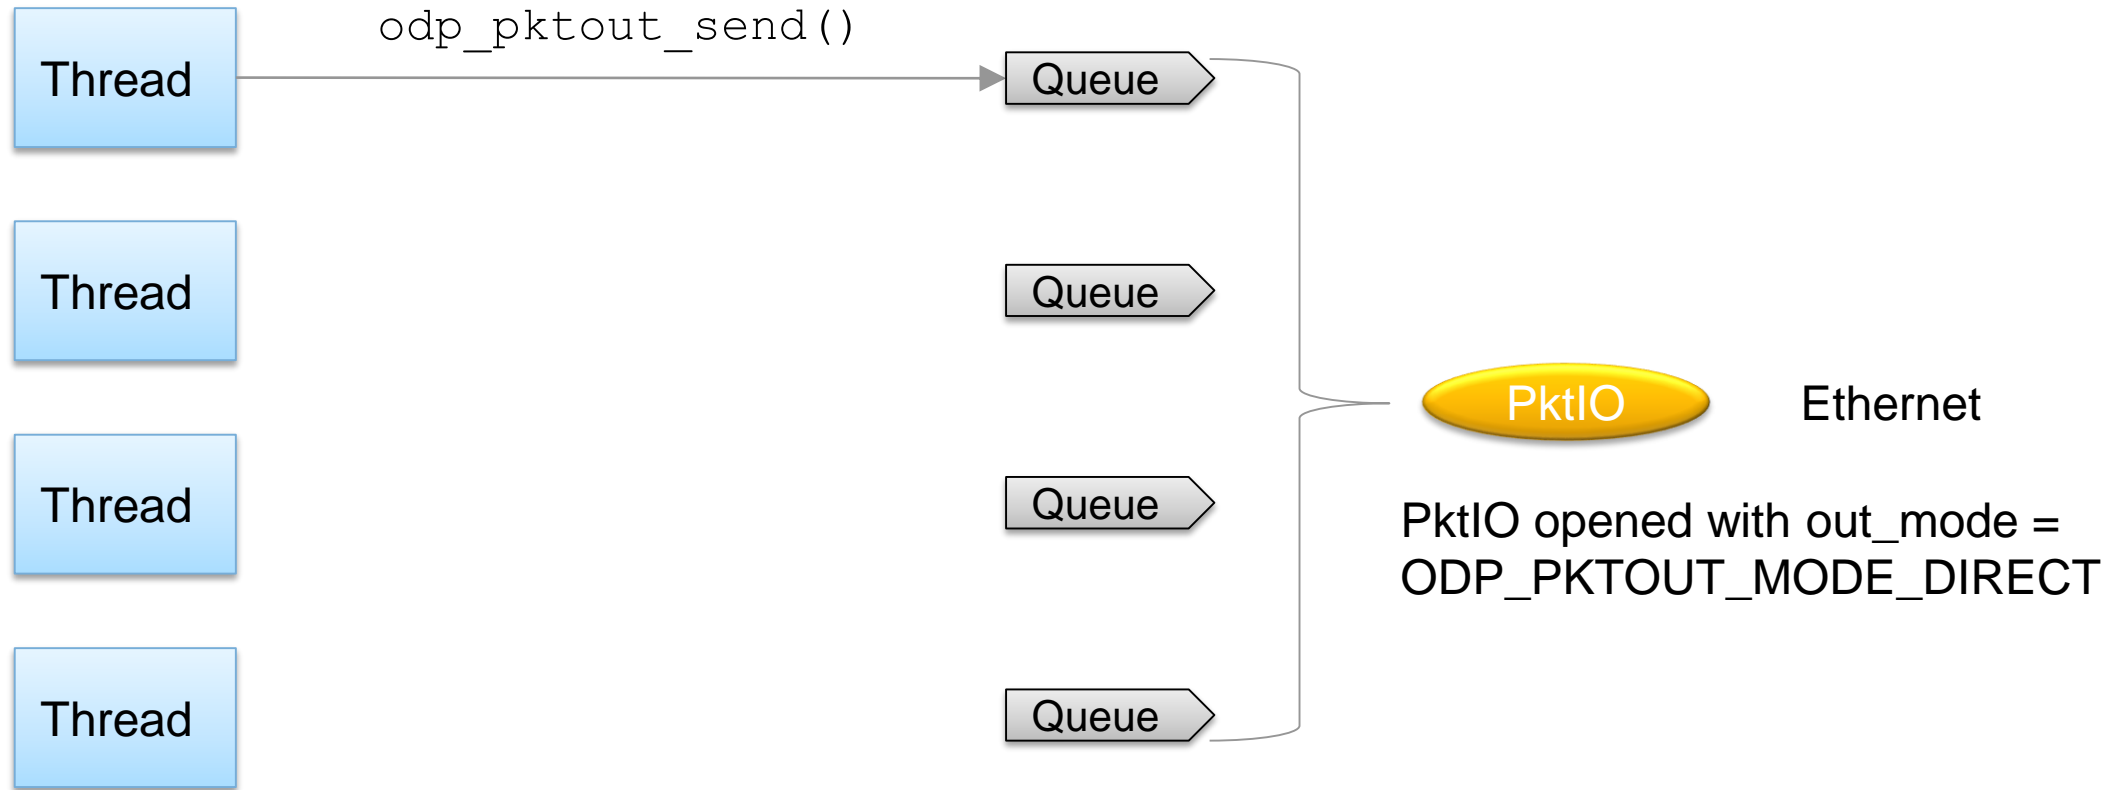 odp_pktout_send()
Thread
Queue
Thread
Queue
PktIO
Ethernet
Thread
Queue
PktIO opened with out_mode =
ODP_PKTOUT_MODE_DIRECT
Thread
Queue